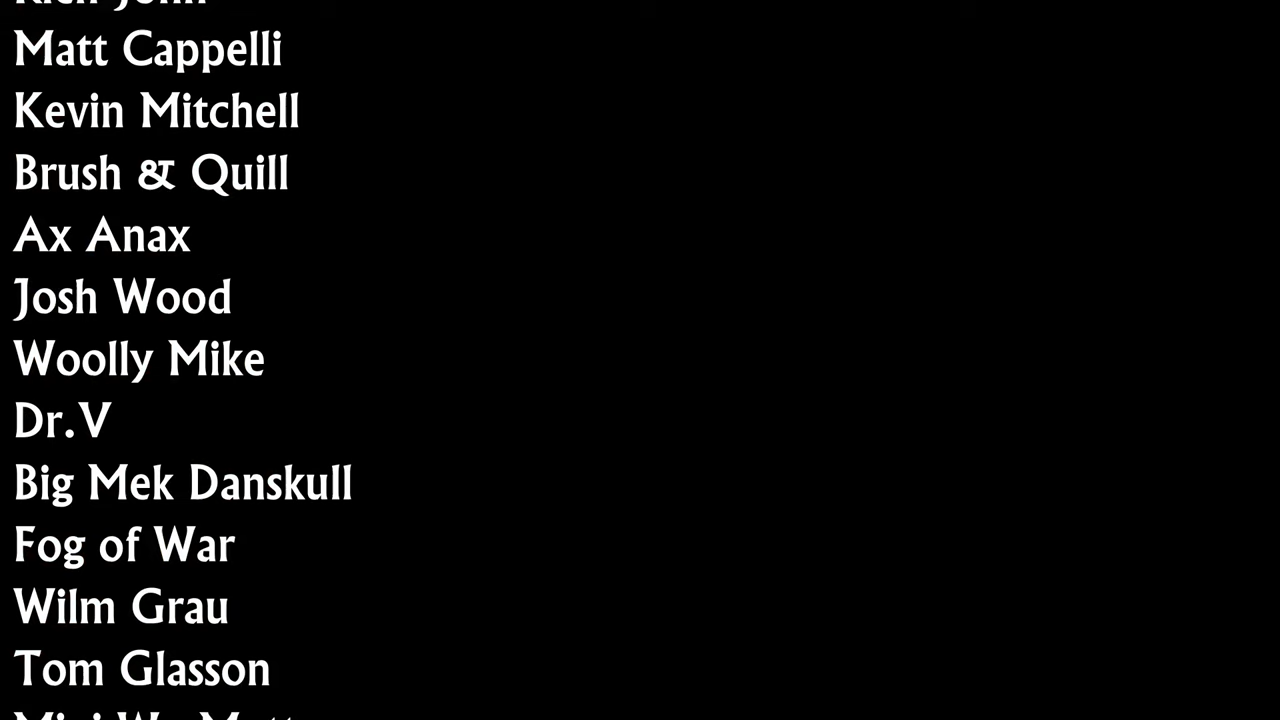 Matt Cappelli
Kevin Mitchell
Brush & Quill
Ax Anax
Josh Wood
Woolly Mike
Dr.V
Big Mek Danskull
Fog of War
Wilm Grau
Tom Glasson